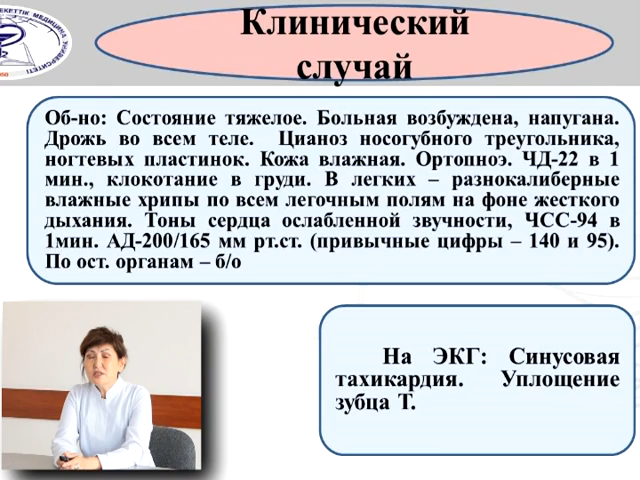 ЕКЕТТІК МЕДИЦИНА УНИВЕРСИТЕТІ
Клинический
случай
Об-но: Состояние тяжелое. Больная возбуждена, напугана.
Дрожь во всем теле. Цианоз носогубного треугольника,
ногтевых пластинок. Кожа влажная. Ортопноэ. ЧД-22 в 1
мин., клокотание в груди. В легких – разнокалиберные
влажные хрипы по всем легочным полям на фоне жесткого
дыхания. Тоны сердца ослабленной звучности, ЧСС-94 в
1мин. АД-200/165 мм рт.ст. (привычные цифры – 140 и 95).
По ост. органам – б/о
На ЭКГ: Синусовая
тахикардия. Уплощение
зубца Т.